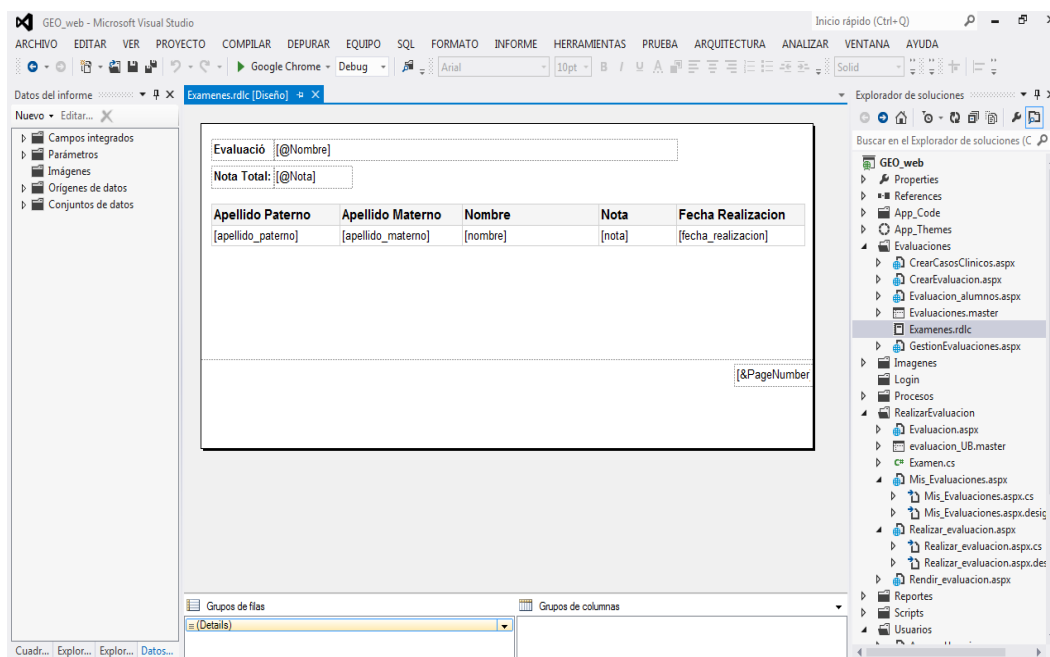 GEO_web - Microsoft Visual Studio
Inicio rápido (Ctrl+Q)
ARCHIVO EDITAR VER PROYECTO COMPILAR DEPURAR EQUIPO SQL FORMATO INFORME HERRAMIENTAS PRUEBA ARQUITECTURA ANALIZAR VENTANA AYUDA
Google Chrome Debug Arial 10pt B I U A Solid
Datos del informe
Nuevo Editar...
Campos integrados
Parámetros
Imágenes
Orígenes de datos
Conjuntos de datos
Cuadr... Explor... Explor... Datos...
Examenes.rdlc [Diseño]
Evaluació [@Nombre]
Nota Total: [@Nota]
Apellido Paterno Apellido Materno Nombre Nota Fecha Realizacion
[apellido_paterno] [apellido_materno] [nombre] [nota] [fecha_realizacion]
[&PageNumber
Grupos de filas
(Details)
Grupos de columnas
Explorador de soluciones
Buscar en el Explorador de soluciones (C
GEO_web
Properties
References
App_Code
App_Themes
Evaluaciones
CrearCasosClinicos.aspx
CrearEvaluacion.aspx
Evaluacion_alumnos.aspx
Evaluaciones.master
Examenes.rdlc
GestionEvaluaciones.aspx
Imagenes
Login
Procesos
RealizarEvaluacion
Evaluacion.aspx
evaluacion_UB.master
C# Examen.cs
Mis_Evaluaciones.aspx
Mis_Evaluaciones.aspx.cs
Mis_Evaluaciones.aspx.desig
Realizar_evaluacion.aspx
Realizar_evaluacion.aspx.cs
Realizar_evaluacion.aspx.des
Rendir_evaluacion.aspx
Reportes
Scripts
Usuarios